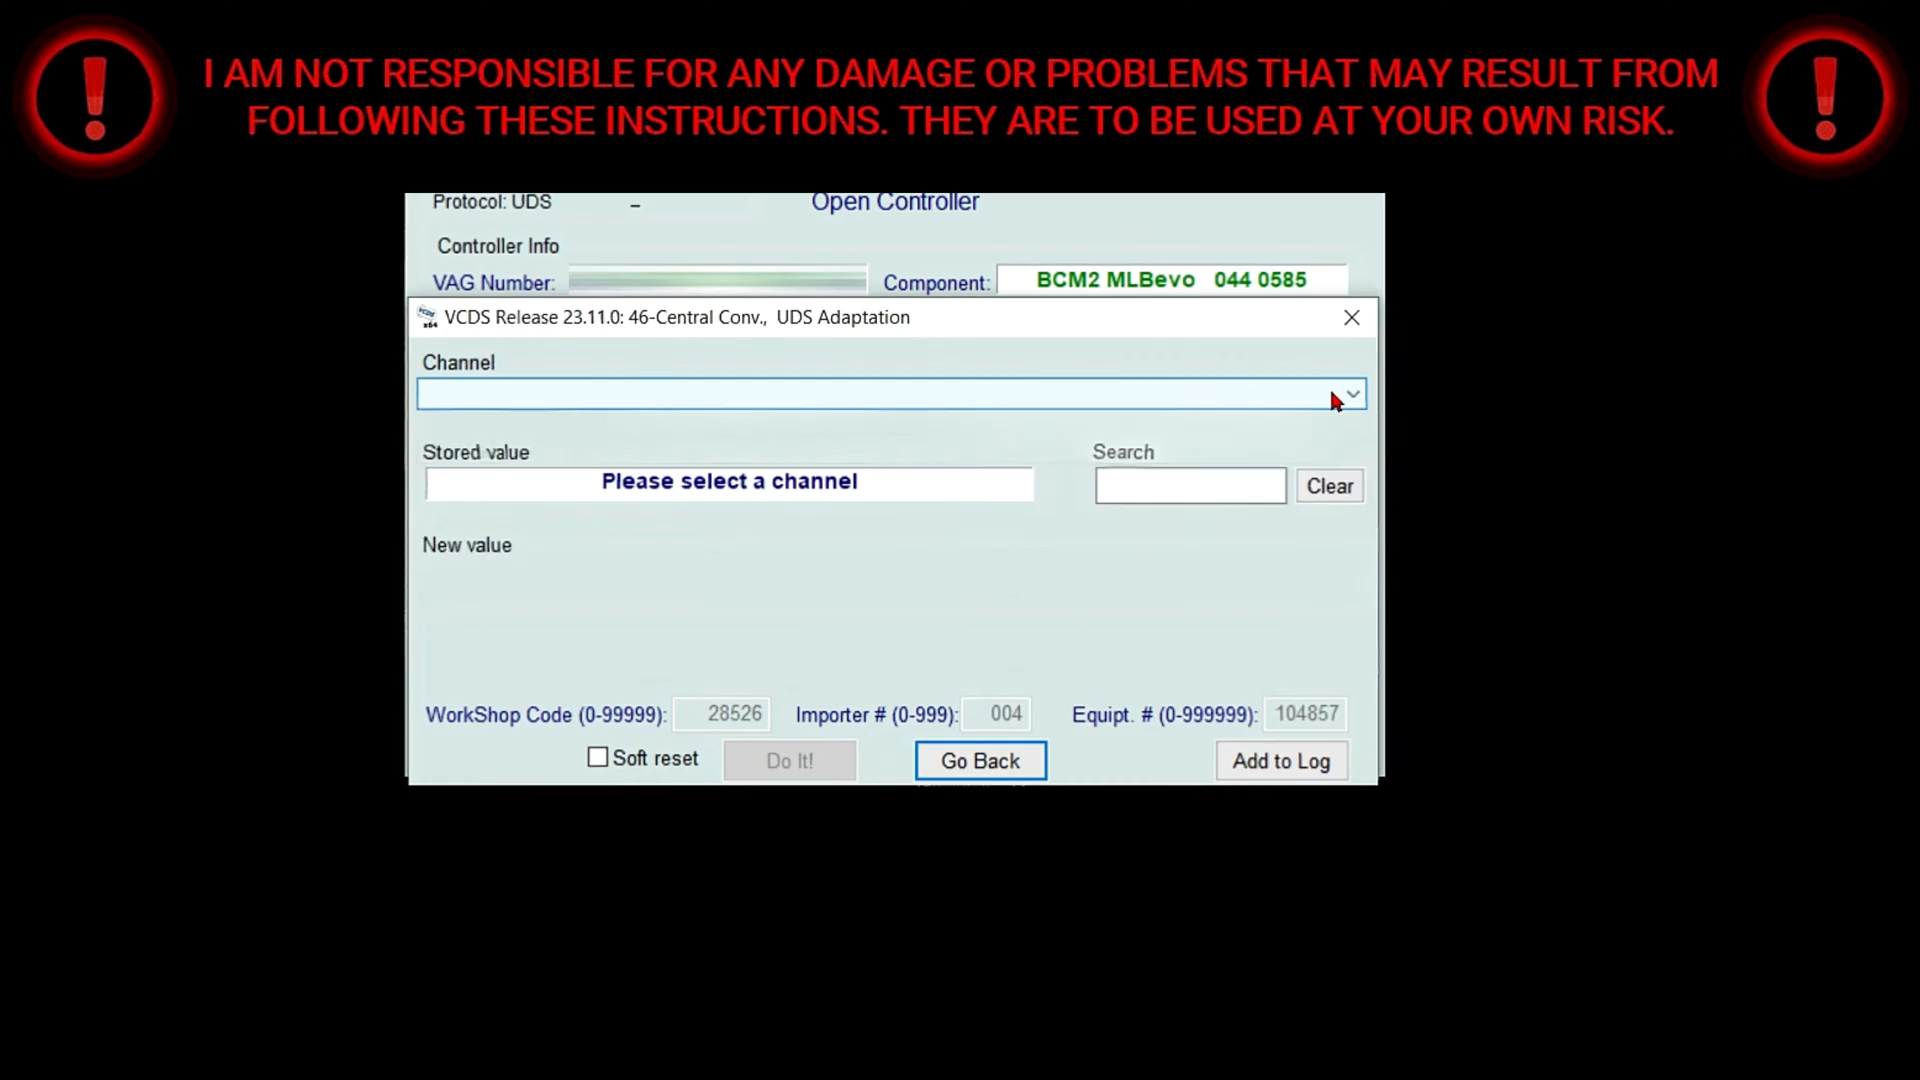 I AM NOT RESPONSIBLE FOR ANY DAMAGE OR PROBLEMS THAT MAY RESULT FROM
FOLLOWING THESE INSTRUCTIONS. THEY ARE TO BE USED AT YOUR OWN RISK.
Protocol: UDS – Open Controller
Controller Info
VAG Number: Component: BCM2 MLBevo 044 0585
VCDS Release 23.11.0: 46-Central Conv., UDS Adaptation
Channel
Stored value Search
Please select a channel Clear
New value
WorkShop Code (0-99999): 28526 Importer # (0-999): 004 Equipt. # (0-999999): 104857
Soft reset Do It! Go Back Add to Log